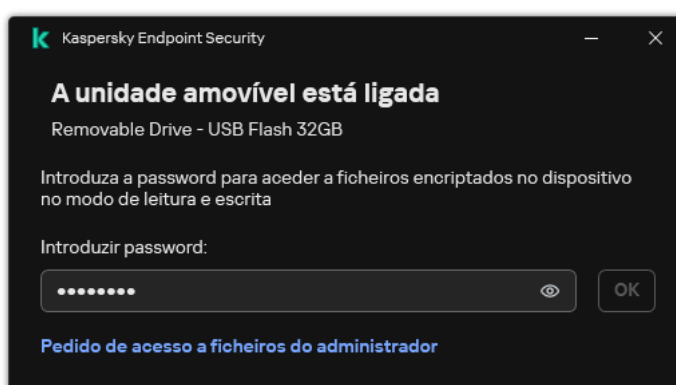 Kaspersky Endpoint Security
A unidade amovível está ligada
Removable Drive - USB Flash 32GB
Introduza a password para aceder a ficheiros encriptados no dispositivo
no modo de leitura e escrita
Introduzir password:
••••••••
OK
Pedido de acesso a ficheiros do administrador